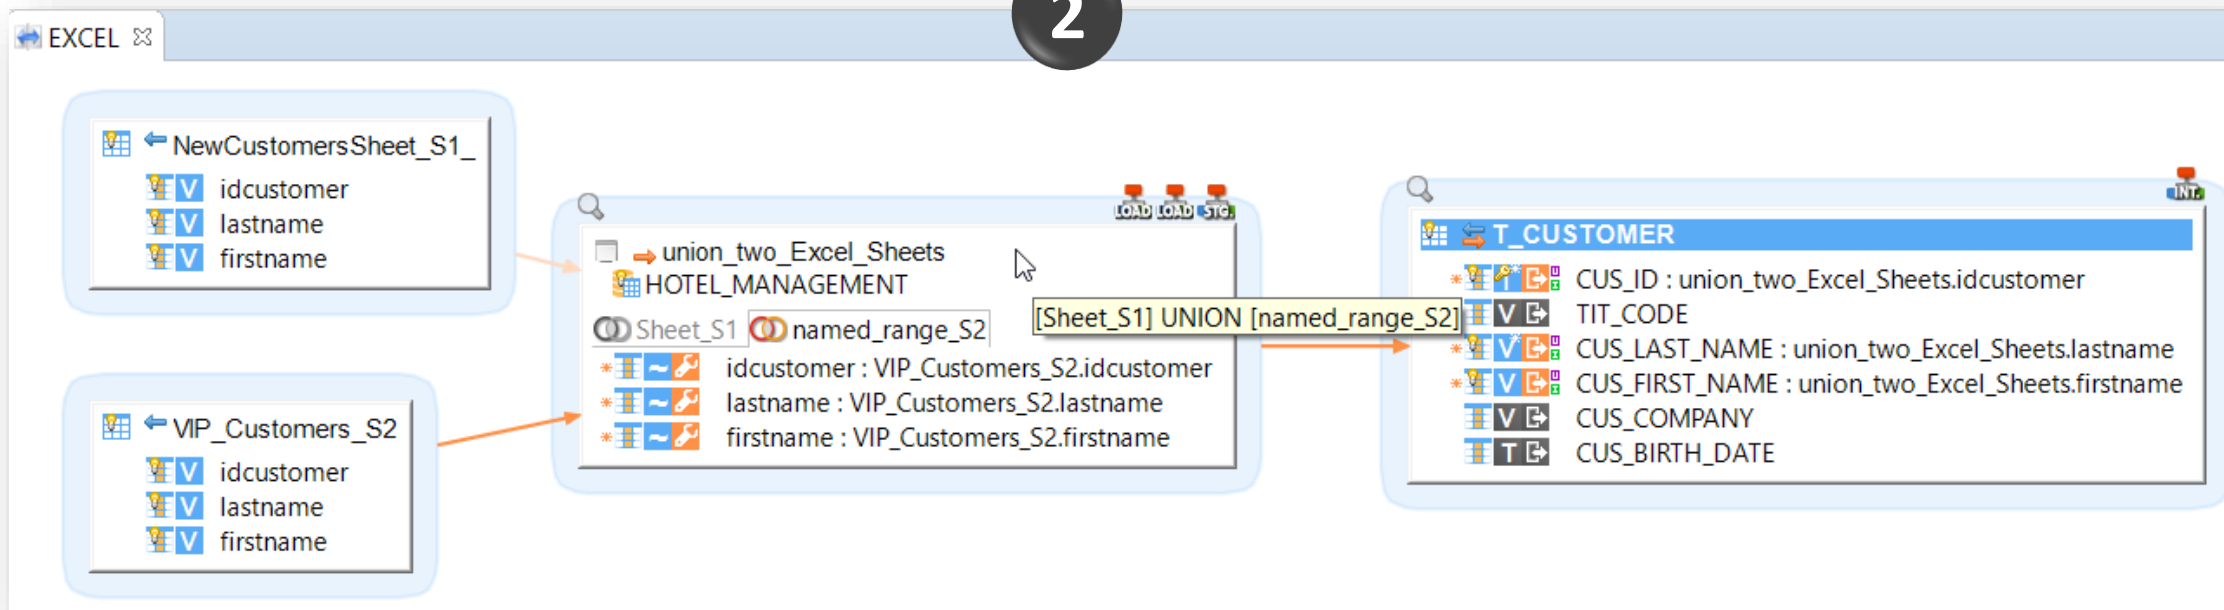 2
EXCEL
NewCustomersSheet_S1_
idcustomer
lastname
firstname
VIP_Customers_S2
idcustomer
lastname
firstname
LOAD LOAD STG.
union_two_Excel_Sheets
HOTEL_MANAGEMENT
Sheet_S1 named_range_S2
idcustomer : VIP_Customers_S2.idcustomer
lastname : VIP_Customers_S2.lastname
firstname : VIP_Customers_S2.firstname
[Sheet_S1] UNION [named_range_S2]
INT.
T_CUSTOMER
CUS_ID : union_two_Excel_Sheets.idcustomer
TIT_CODE
CUS_LAST_NAME : union_two_Excel_Sheets.lastname
CUS_FIRST_NAME : union_two_Excel_Sheets.firstname
CUS_COMPANY
CUS_BIRTH_DATE